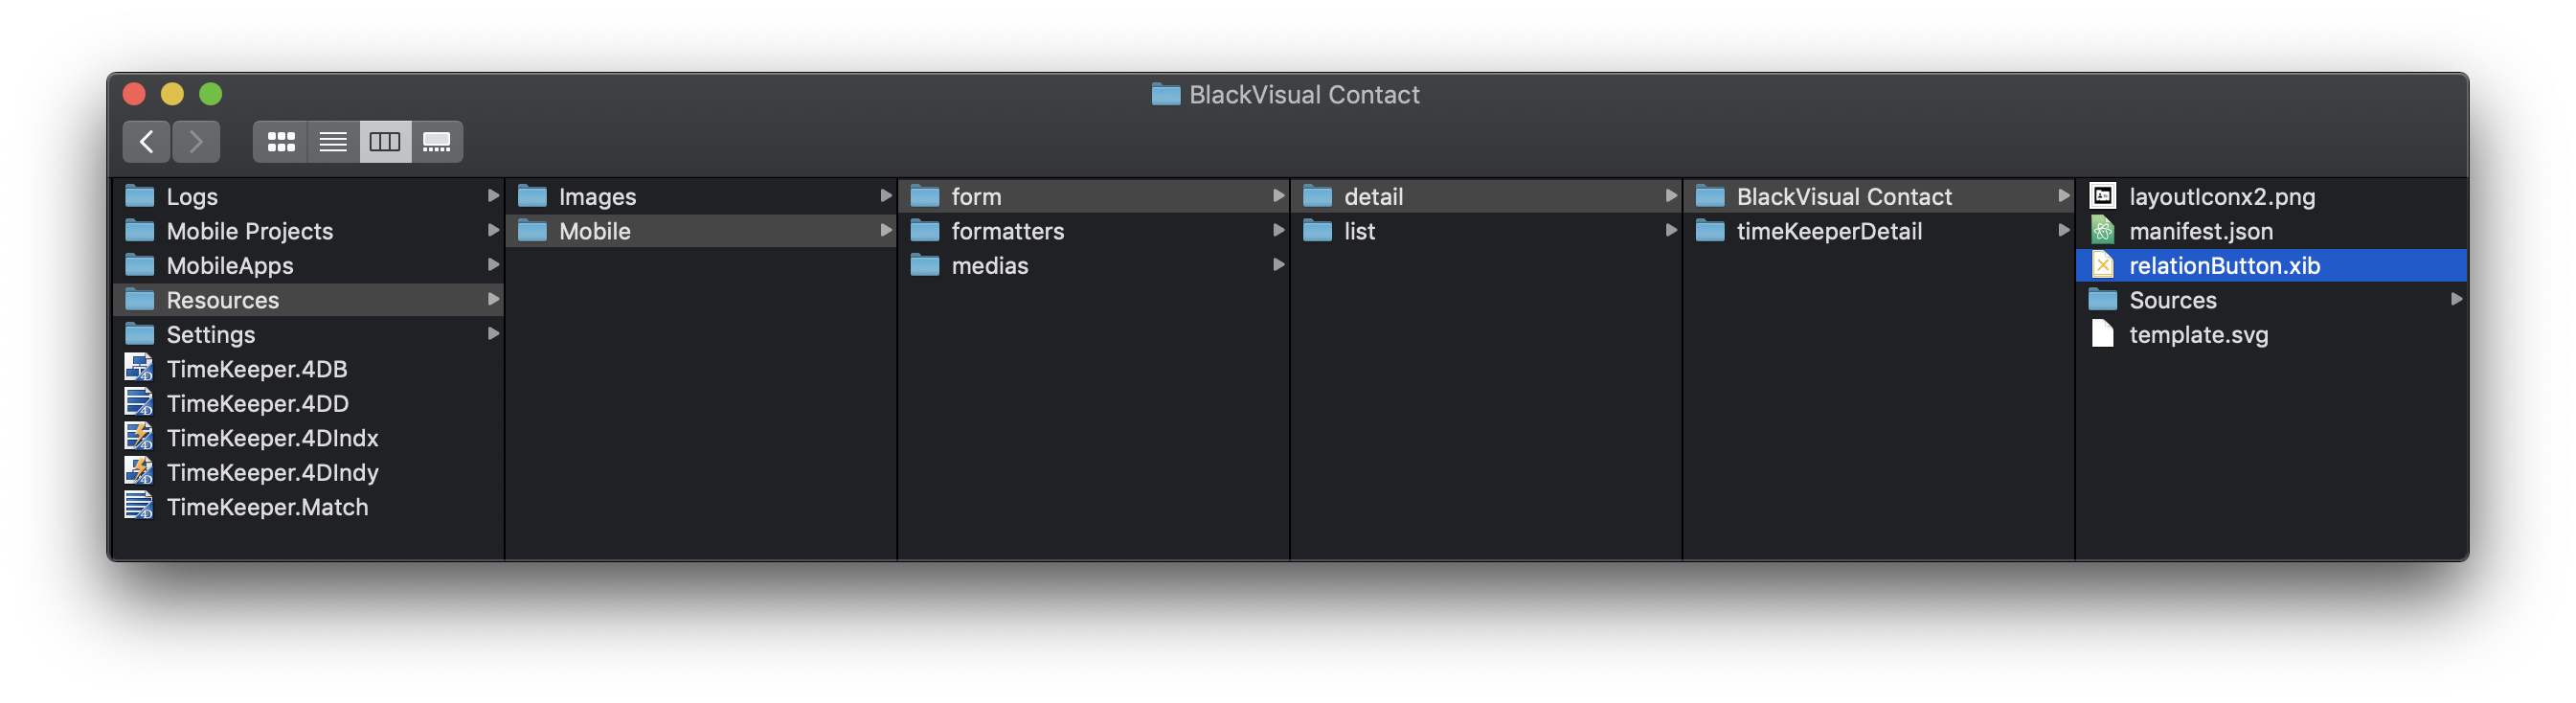 BlackVisual Contact
Logs
Mobile Projects
MobileApps
Resources
Settings
TimeKeeper.4DB
TimeKeeper.4DD
TimeKeeper.4DIndx
TimeKeeper.4DIndy
TimeKeeper.Match
Images
Mobile
form
formatters
medias
detail
list
BlackVisual Contact
timeKeeperDetail
layoutIconx2.png
manifest.json
relationButton.xib
Sources
template.svg